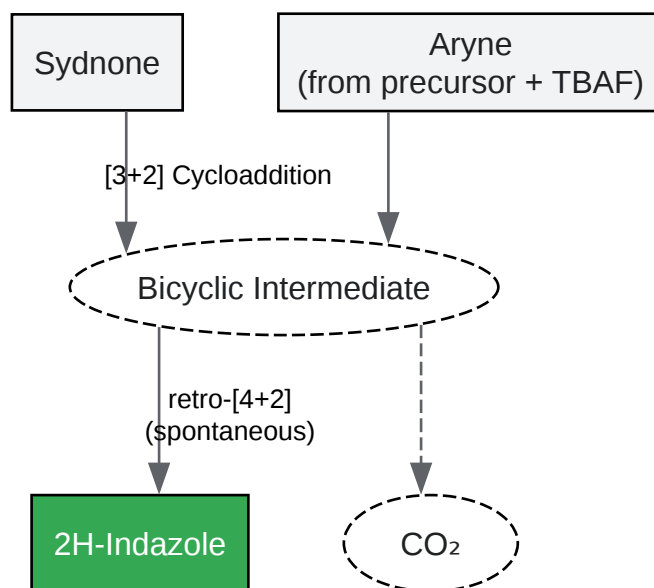 Sydnone
Aryne
(from precursor + TBAF)
[3+2] Cycloaddition
Bicyclic Intermediate
retro-[4+2]
(spontaneous)
2H-Indazole
CO₂